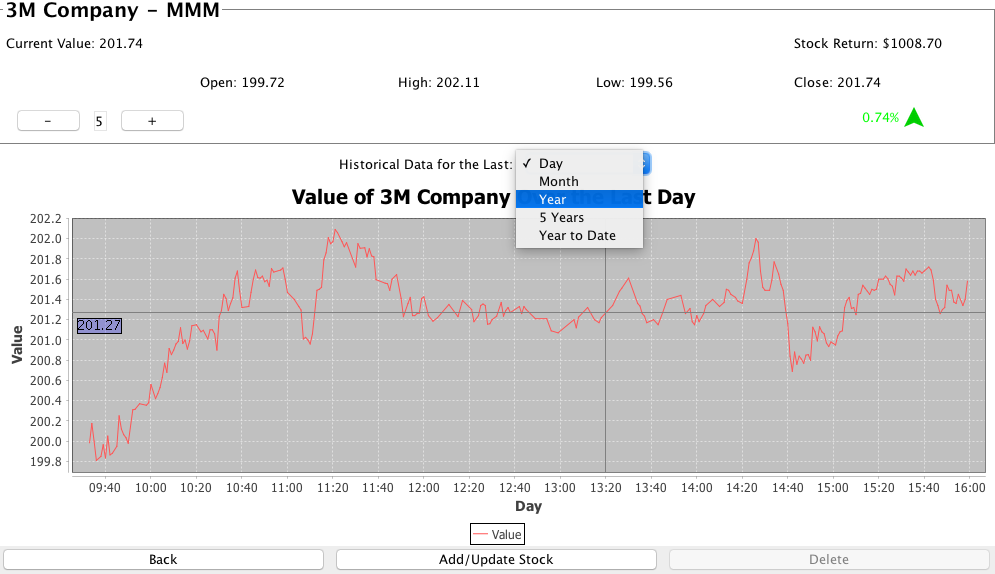 3M Company - MMM
Current Value: 201.74
Stock Return: $1008.70
Open: 199.72
High: 202.11
Low: 199.56
Close: 201.74
-
5
+
0.74%
Historical Data for the Last:
✓ Day
Month
Year
5 Years
Year to Date
Value of 3M Company Over the Last Day
202.2
202.0
201.8
201.6
201.4
201.2
201.0
200.8
200.6
200.4
200.2
200.0
199.8
Value
201.27
09:40 10:00 10:20 10:40 11:00 11:20 11:40 12:00 12:20 12:40 13:00 13:20 13:40 14:00 14:20 14:40 15:00 15:20 15:40 16:00
Day
Value
Back
Add/Update Stock
Delete